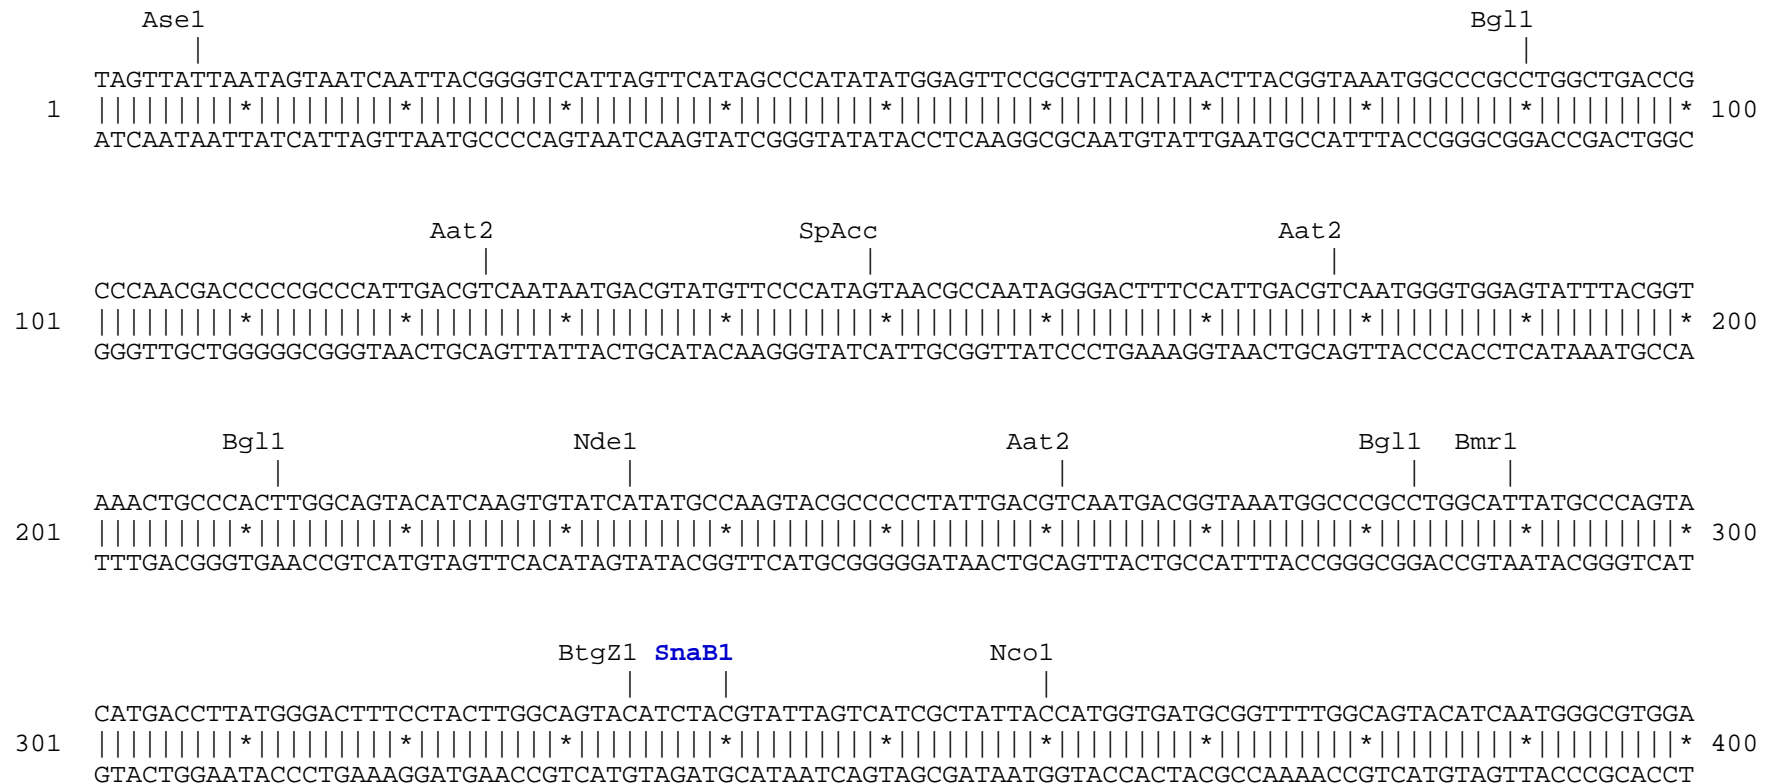 Ase1 Bgl1
| |
TAGTTATTAATAGTAATCAATTACGGGGTCATTAGTTCATAGCCCATATATGGAGTTCCGCGTTACATAACTTACGGTAAATGGCCCGCCTGGCTGACCG
1 |||||||||*|||||||||*|||||||||*|||||||||*|||||||||*|||||||||*|||||||||*|||||||||*|||||||||*|||||||||* 100
ATCAATAATTATCATTAGTTAATGCCCCAGTAATCAAGTATCGGGTATATACCTCAAGGCGCAATGTATTGAATGCCATTTACCGGGCGGACCGACTGGC
Aat2 SpAcc Aat2
| | |
CCCAACGACCCCCGCCCATTGACGTCAATAATGACGTATGTTCCCATAGTAACGCCAATAGGGACTTTCCATTGACGTCAATGGGTGGAGTATTTACGGT
101 |||||||||*|||||||||*|||||||||*|||||||||*|||||||||*|||||||||*|||||||||*|||||||||*|||||||||*|||||||||* 200
GGGTTGCTGGGGGCGGGTAACTGCAGTTATTACTGCATACAAGGGTATCATTGCGGTTATCCCTGAAAGGTAACTGCAGTTACCCACCTCATAAATGCCA
Bgl1 Nde1 Aat2 Bgl1 Bmr1
| | | | |
AAACTGCCCACTTGGCAGTACATCAAGTGTATCATATGCCAAGTACGCCCCCTATTGACGTCAATGACGGTAAATGGCCCGCCTGGCATTATGCCCAGTA
201 |||||||||*|||||||||*|||||||||*|||||||||*|||||||||*|||||||||*|||||||||*|||||||||*|||||||||*|||||||||* 300
TTTGACGGGTGAACCGTCATGTAGTTCACATAGTATACGGTTCATGCGGGGGATAACTGCAGTTACTGCCATTTACCGGGCGGACCGTAATACGGGTCAT
BtgZ1 SnaB1 Nco1
| | |
CATGACCTTATGGGACTTTCCTACTTGGCAGTACATCTACGTATTAGTCATCGCTATTACCATGGTGATGCGGTTTTGGCAGTACATCAATGGGCGTGGA
301 |||||||||*|||||||||*|||||||||*|||||||||*|||||||||*|||||||||*|||||||||*|||||||||*|||||||||*|||||||||* 400
GTACTGGAATACCCTGAAAGGATGAACCGTCATGTAGATGCATAATCAGTAGCGATAATGGTACCACTACGCCAAAACCGTCATGTAGTTACCCGCACCT